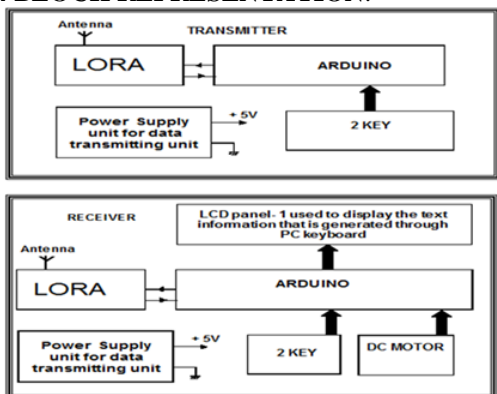 Antenna
TRANSMITTER
LORA
ARDUINO
Power Supply
unit for data
transmitting unit
+ 5V
2 KEY
RECEIVER
LCD panel- 1 used to display the text
information that is generated through
PC keyboard
Antenna
LORA
ARDUINO
Power Supply
unit for data
transmitting unit
+ 5V
2 KEY
DC MOTOR